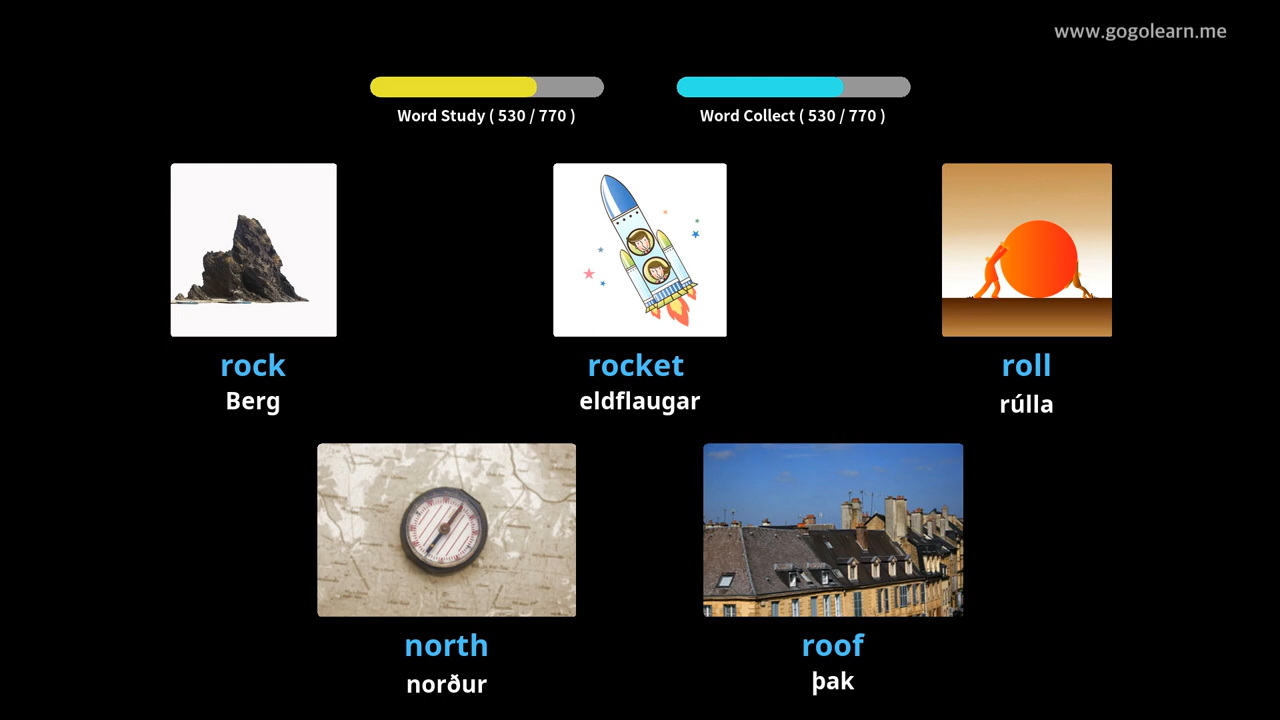 www.gogolearn.me
Word Study ( 530 / 770 )
Word Collect ( 530 / 770 )
rock
Berg
rocket
eldflaugar
roll
rúlla
north
norður
roof
þak